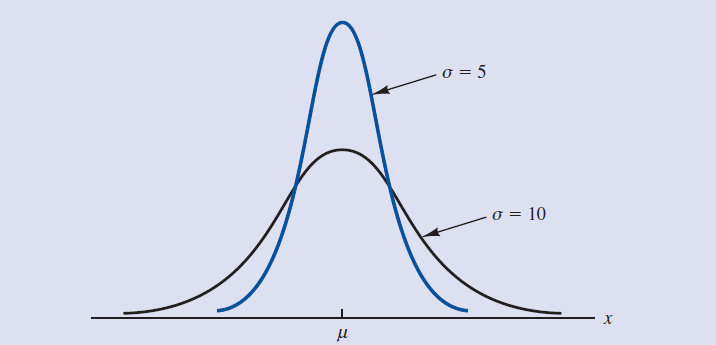 σ = 5
σ = 10
x
μ